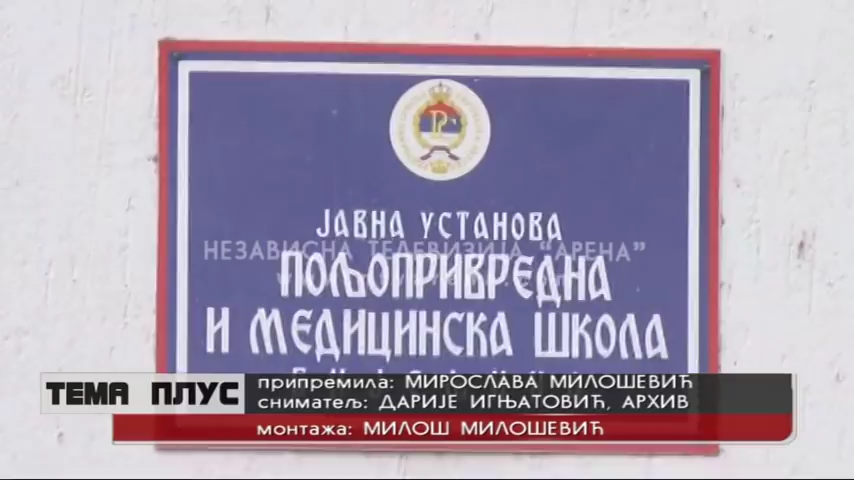 ЈАВНА УСТАНОВА
НЕЗАВИСНА ТЕЛЕВИЗИЈА “АРЕНА”
ПОЉОПРИВРЕДНА
И МЕДИЦИНСКА ШКОЛА
ТЕМА ПЛУС
припремила: МИРОСЛАВА МИЛОШЕВИЋ
сниматељ: ДАРИЈЕ ИГЊАТОВИЋ, АРХИВ
монтажа: МИЛОШ МИЛОШЕВИЋ